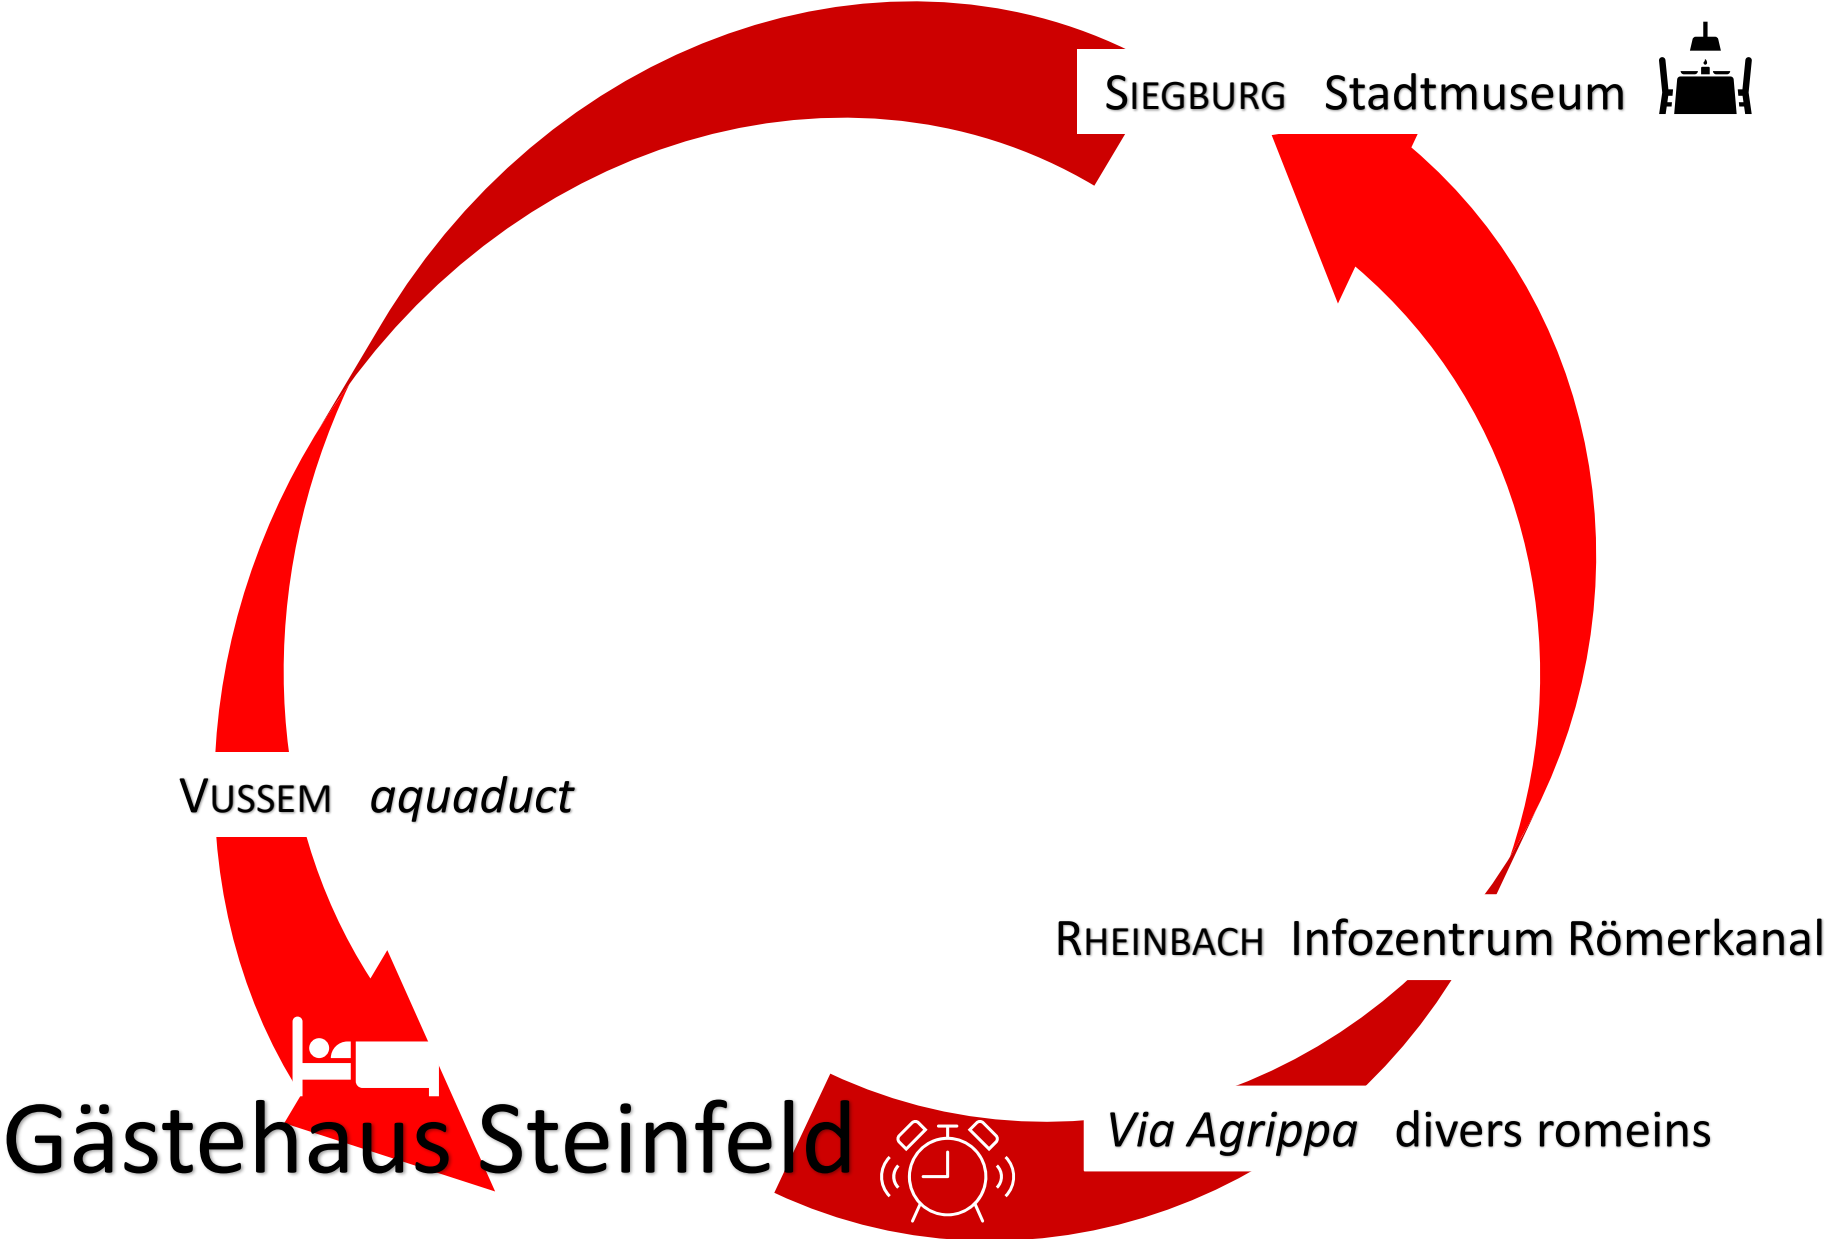 SIEGBURG Stadtmuseum
VUSSEM aquaduct
RHEINBACH Infozentrum Römerkanal
Via Agrippa divers romeins
Gästehaus Steinfeld